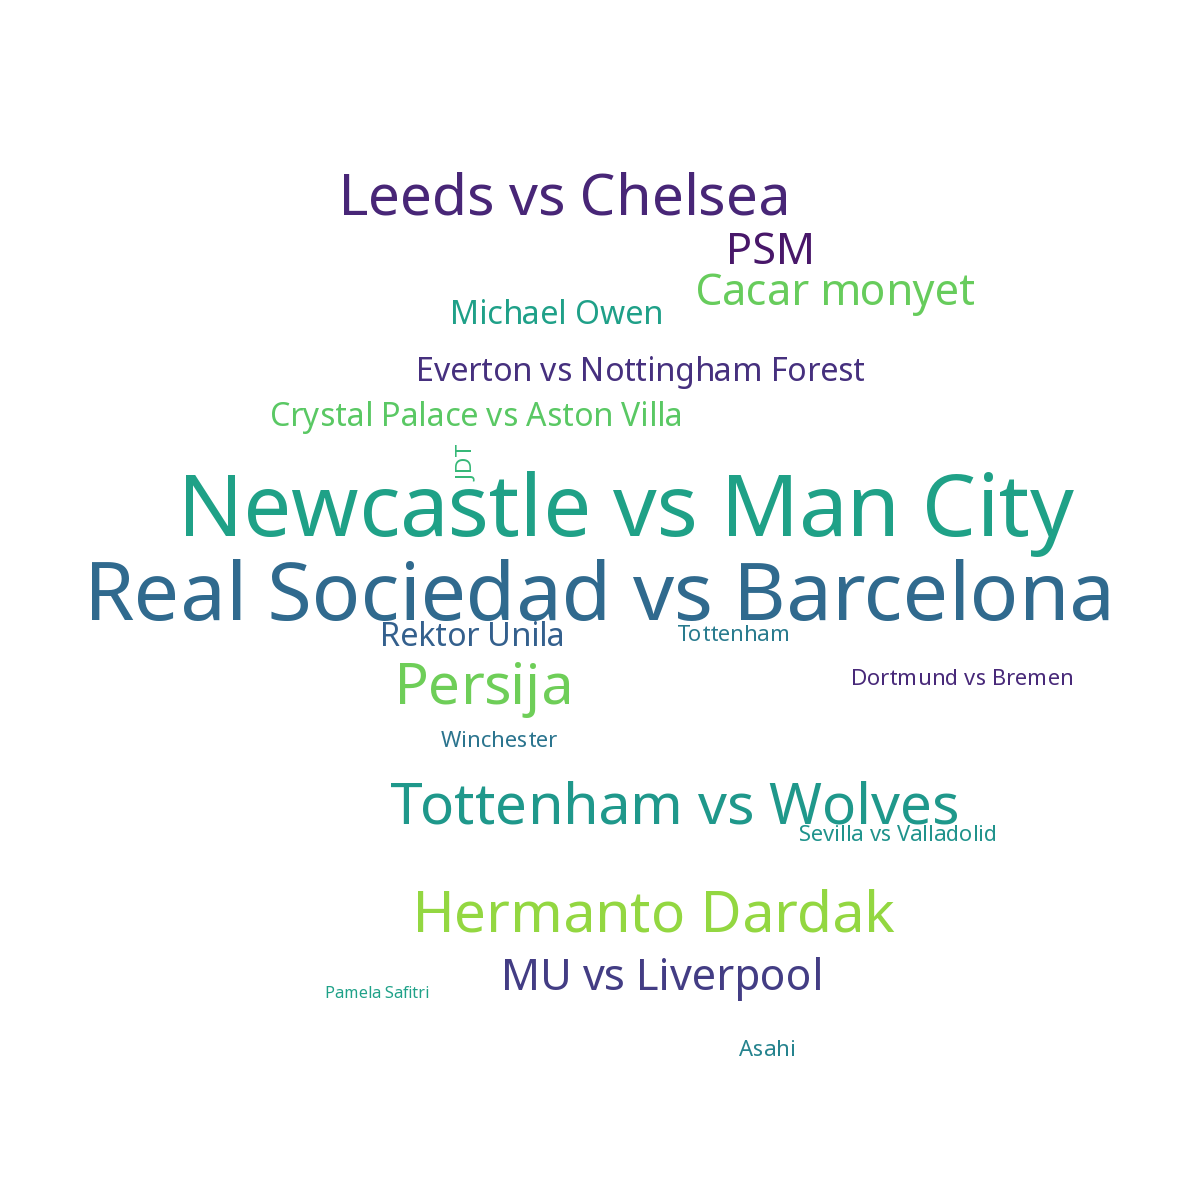 Leeds vs Chelsea
PSM
Cacar monyet
Michael Owen
Everton vs Nottingham Forest
Crystal Palace vs Aston Villa
JDT
Newcastle vs Man City
Real Sociedad vs Barcelona
Rektor Unila
Tottenham
Persija
Dortmund vs Bremen
Winchester
Tottenham vs Wolves
Sevilla vs Valladolid
Hermanto Dardak
MU vs Liverpool
Pamela Safitri
Asahi